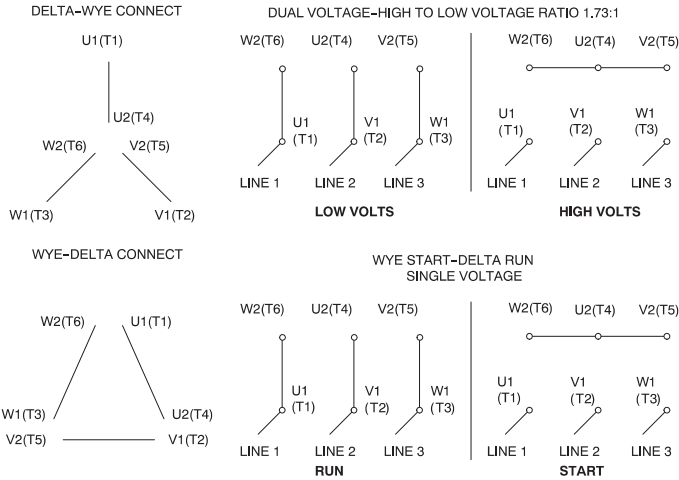 DELTA-WYE CONNECT
U1(T1)
U2(T4)
W2(T6) V2(T5)
W1(T3) V1(T2)
DUAL VOLTAGE-HIGH TO LOW VOLTAGE RATIO 1.73:1
W2(T6) U2(T4) V2(T5)
U1 (T1)
V1 (T2)
W1 (T3)
LINE 1 LINE 2 LINE 3
LOW VOLTS
W2(T6) U2(T4) V2(T5)
U1 (T1)
V1 (T2)
W1 (T3)
LINE 1 LINE 2 LINE 3
HIGH VOLTS
WYE-DELTA CONNECT
W2(T6) U1(T1)
W1(T3) U2(T4)
V2(T5) V1(T2)
WYE START-DELTA RUN
SINGLE VOLTAGE
W2(T6) U2(T4) V2(T5)
U1 (T1)
V1 (T2)
W1 (T3)
LINE 1 LINE 2 LINE 3
RUN
W2(T6) U2(T4) V2(T5)
U1 (T1)
V1 (T2)
W1 (T3)
LINE 1 LINE 2 LINE 3
START